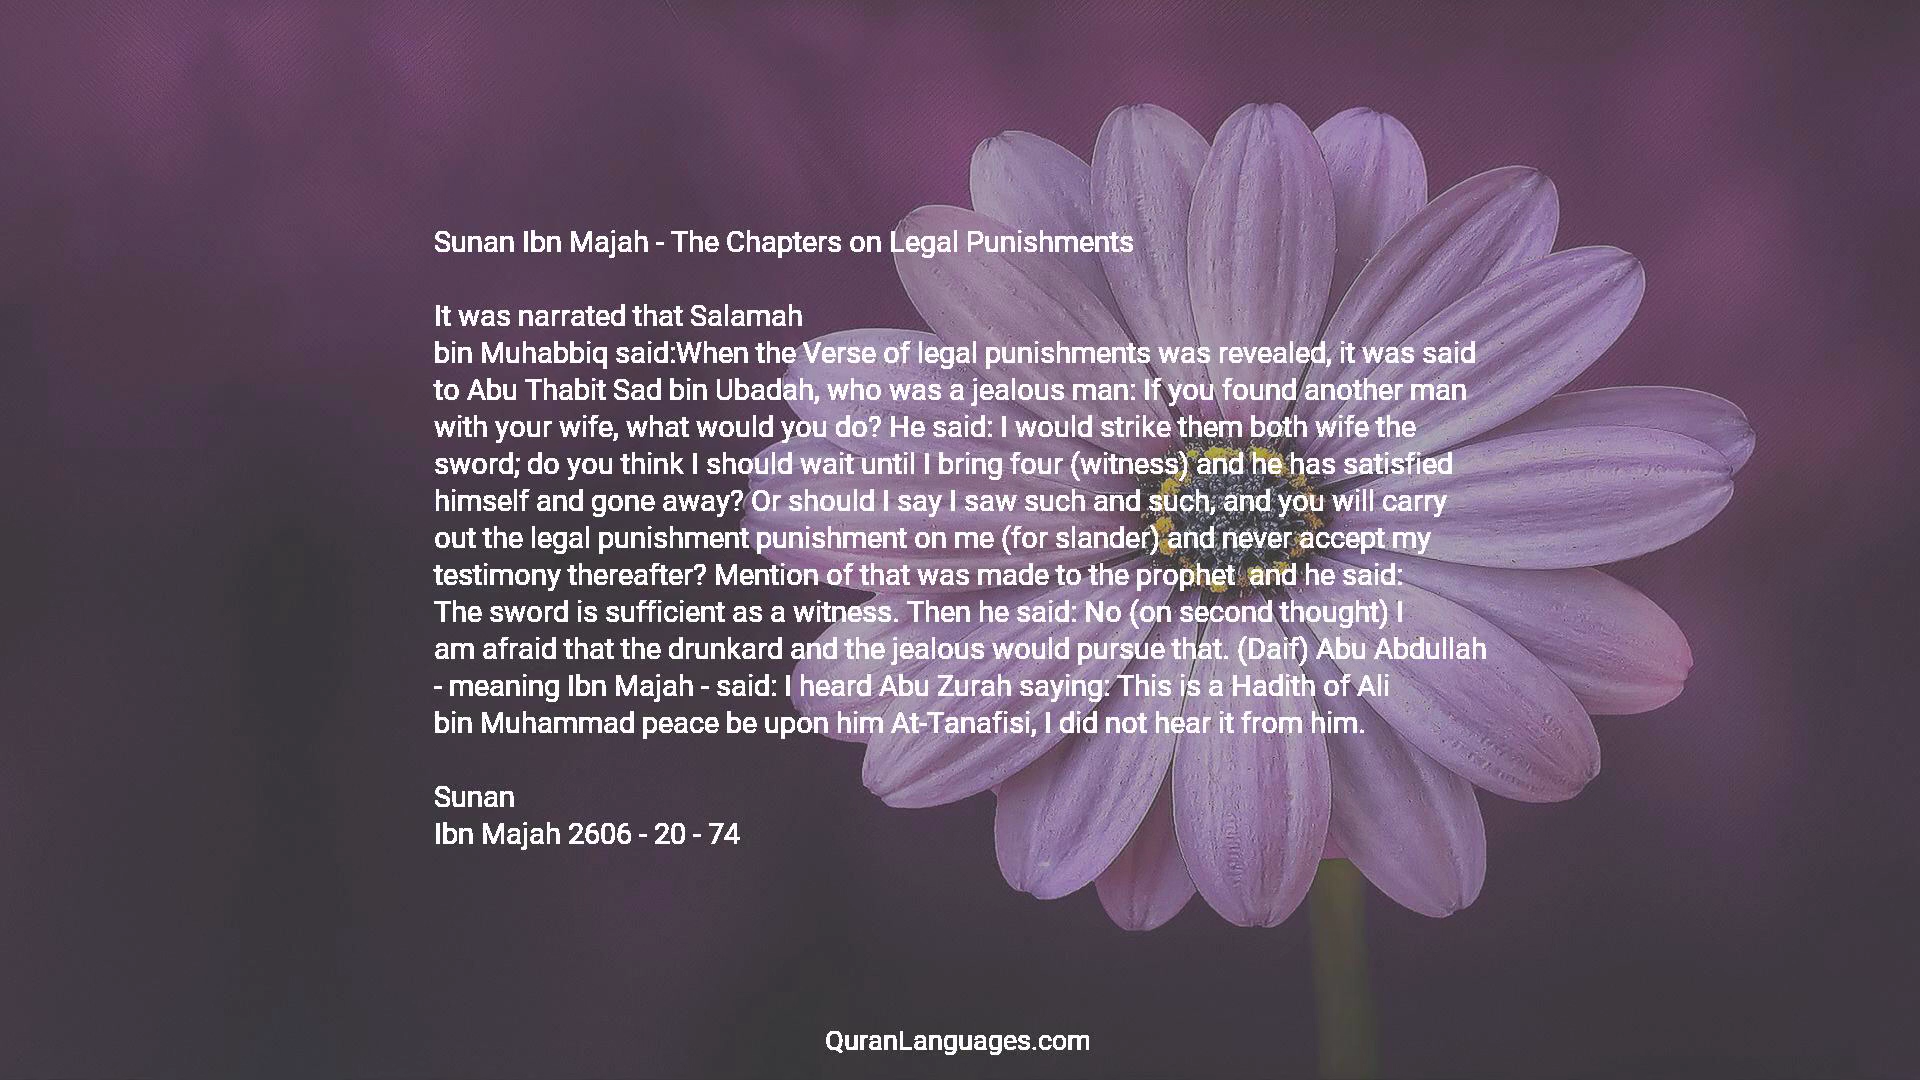 Sunan Ibn Majah - The Chapters on Legal Punishments
It was narrated that Salamah
bin Muhabbiq said:When the Verse of legal punishments was revealed, it was said
to Abu Thabit Sad bin Ubadah, who was a jealous man: If you found another man
with your wife, what would you do? He said: I would strike them both wife the
sword; do you think I should wait until I bring four (witness) and he has satisfied
himself and gone away? Or should I say I saw such and such, and you will carry
out the legal punishment punishment on me (for slander) and never accept my
testimony thereafter? Mention of that was made to the prophet  and he said:
The sword is sufficient as a witness. Then he said: No (on second thought) I
am afraid that the drunkard and the jealous would pursue that. (Daif) Abu Abdullah
- meaning Ibn Majah - said: I heard Abu Zurah saying: This is a Hadith of Ali
bin Muhammad peace be upon him At-Tanafisi, I did not hear it from him.
Sunan
Ibn Majah 2606 - 20 - 74
QuranLanguages.com